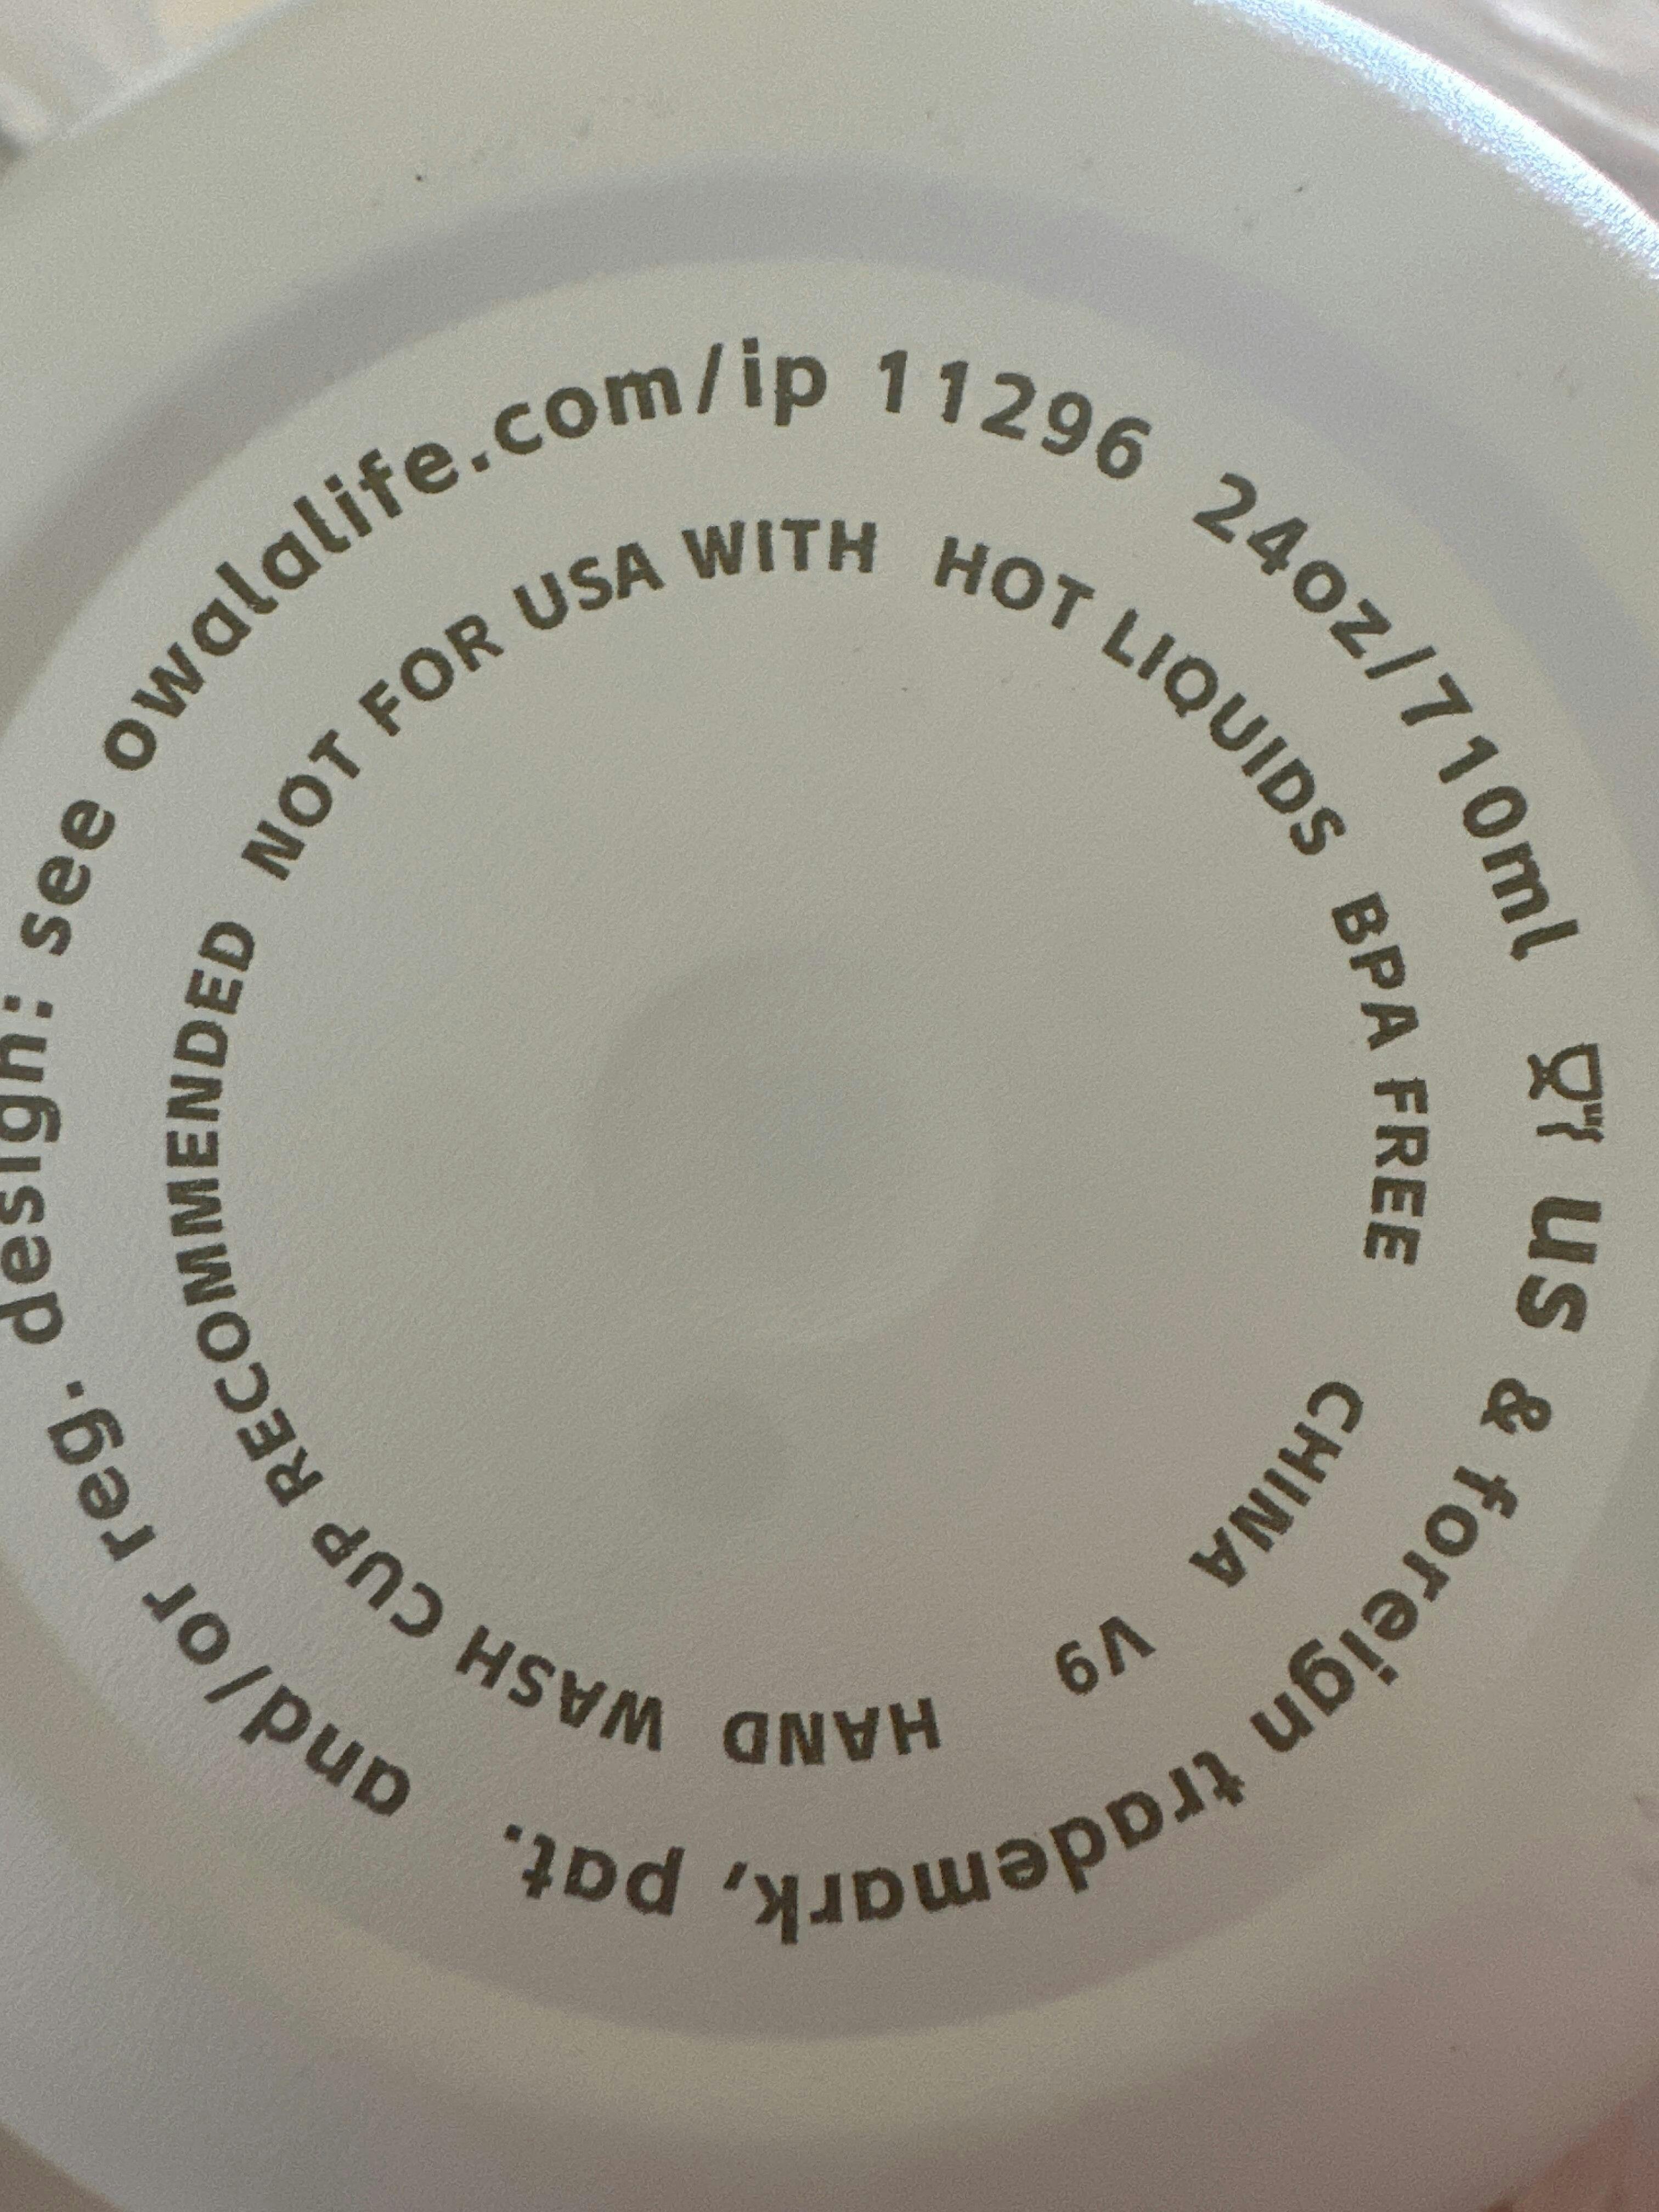 US & foreign trademark, pat. and/or reg. design: see owalalife.com/ip 11296 24oz/710ml
HAND WASH CUP RECOMMENDED NOT FOR USA WITH HOT LIQUIDS BPA FREE
CHINA V9